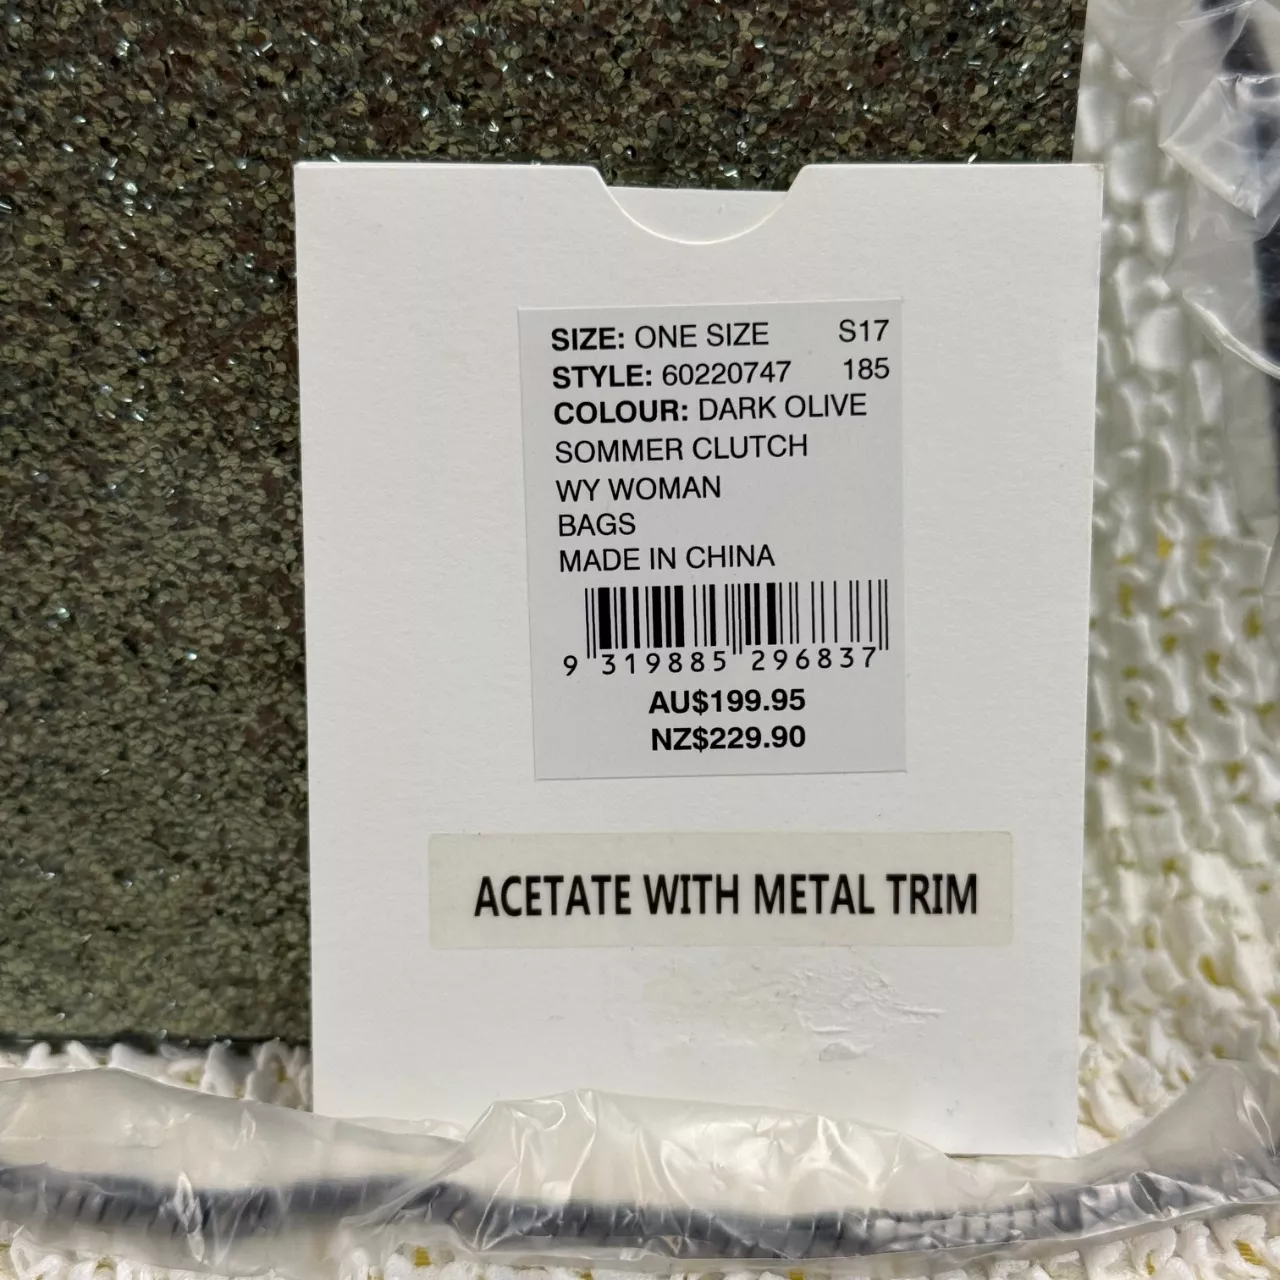 SIZE: ONE SIZE S17
STYLE: 60220747 185
COLOUR: DARK OLIVE
SOMMER CLUTCH
WY WOMAN
BAGS
MADE IN CHINA
9 319885 296837
AU$199.95
NZ$229.90
ACETATE WITH METAL TRIM